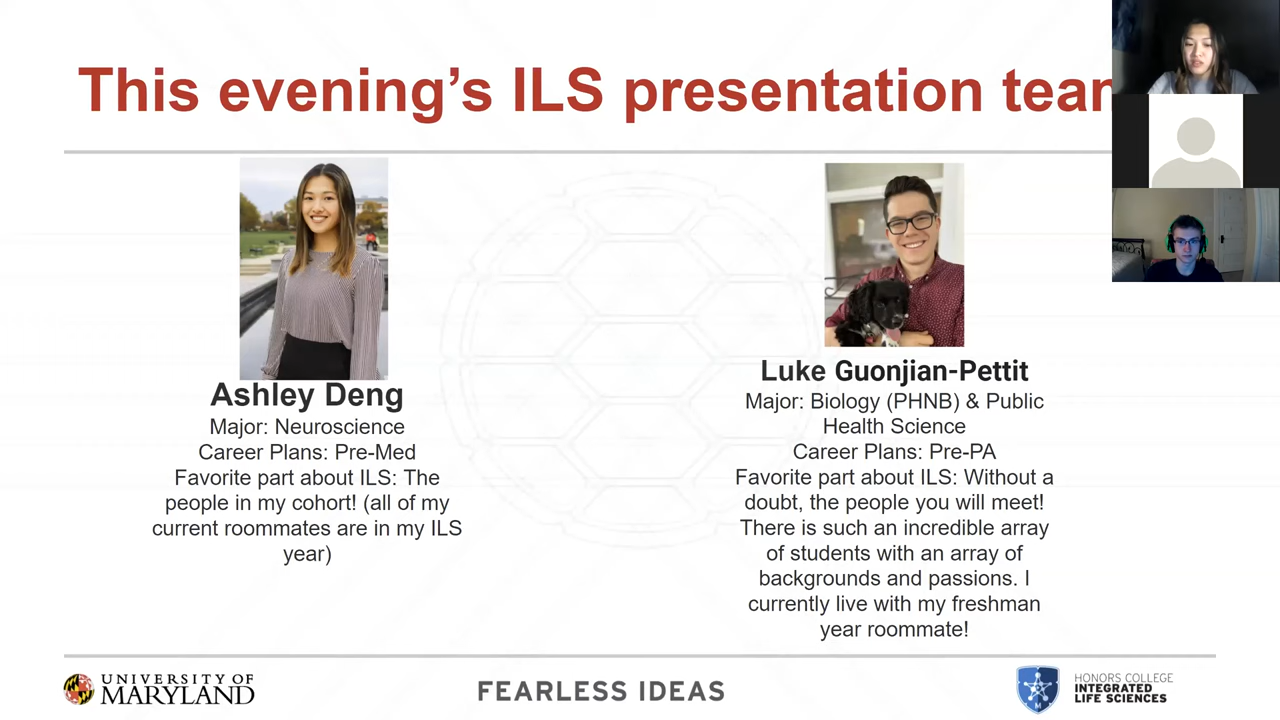 This evening’s ILS presentation team
Ashley Deng
Major: Neuroscience
Career Plans: Pre-Med
Favorite part about ILS: The
people in my cohort! (all of my
current roommates are in my ILS
year)
Luke Guonjian-Pettit
Major: Biology (PHNB) & Public
Health Science
Career Plans: Pre-PA
Favorite part about ILS: Without a
doubt, the people you will meet!
There is such an incredible array
of students with an array of
backgrounds and passions. I
currently live with my freshman
year roommate!
UNIVERSITY OF
MARYLAND
FEARLESS IDEAS
HONORS COLLEGE
INTEGRATED
LIFE SCIENCES